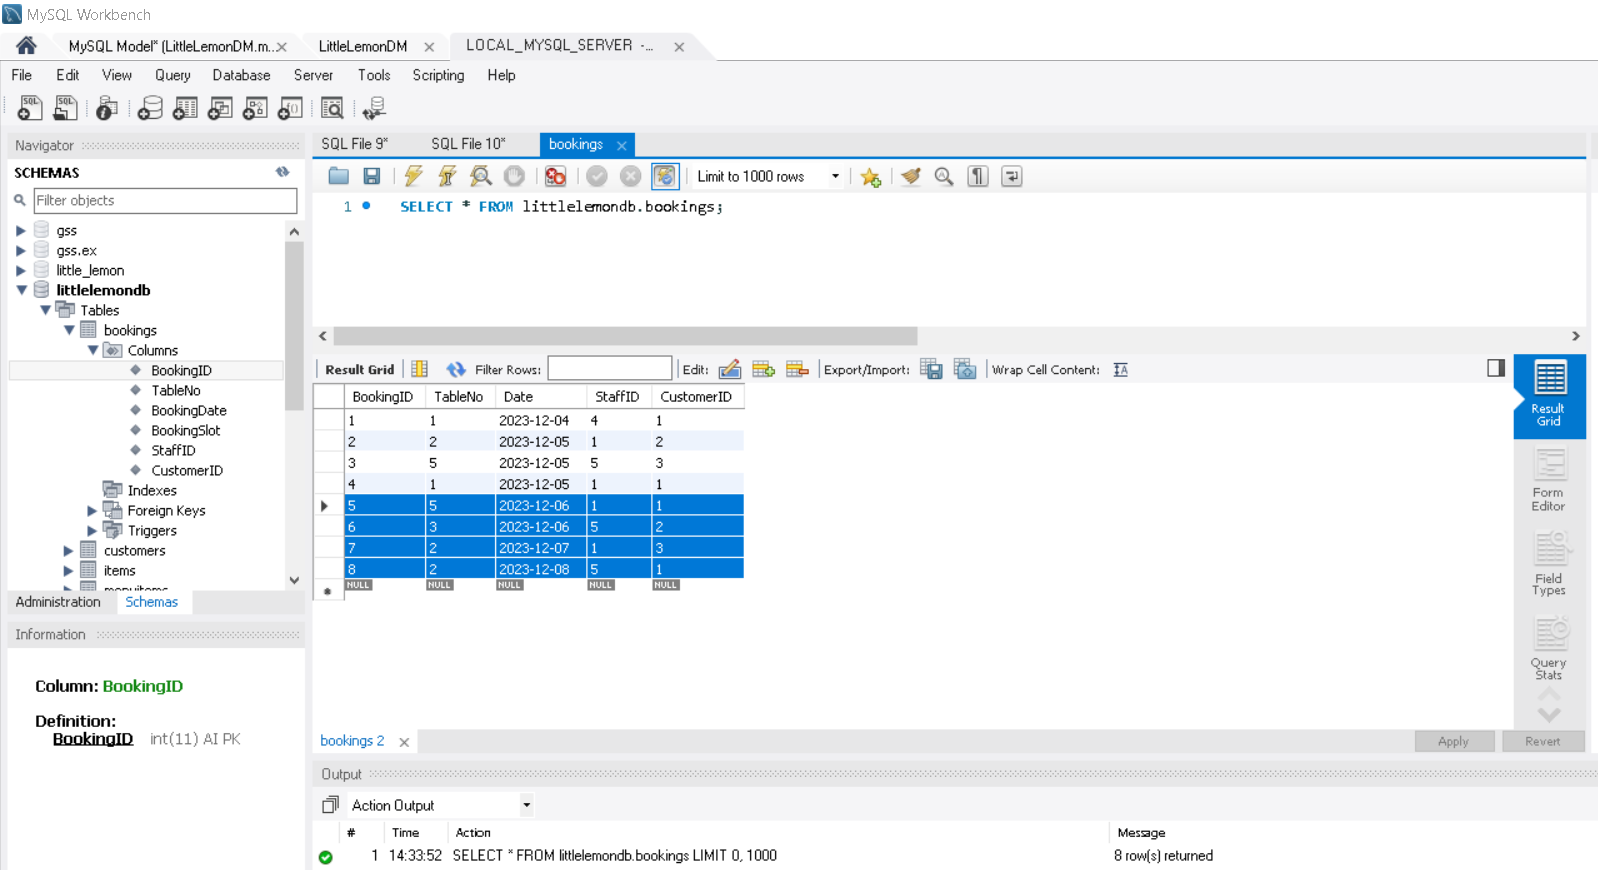 MySQL Workbench
MySQL Model* (LittleLemonDM.m...
LittleLemonDM
LOCAL_MYSQL_SERVER -...
File Edit View Query Database Server Tools Scripting Help
Navigator
SCHEMAS
Filter objects
gss
gss.ex
little_lemon
littlelemondb
Tables
bookings
Columns
BookingID
TableNo
BookingDate
BookingSlot
StaffID
CustomerID
Indexes
Foreign Keys
Triggers
customers
items
menuitems
Administration Schemas
Information
Column: BookingID
Definition:
BookingID int(11) AI PK
SQL File 9* SQL File 10* bookings
Limit to 1000 rows
1 SELECT * FROM littlelemondb.bookings;
Result Grid Filter Rows: Edit: Export/Import: Wrap Cell Content:
BookingID TableNo Date StaffID CustomerID
1 1 2023-12-04 4 1
2 2 2023-12-05 1 2
3 5 2023-12-05 5 3
4 1 2023-12-05 1 1
5 5 2023-12-06 1 1
6 3 2023-12-06 5 2
7 2 2023-12-07 1 3
8 2 2023-12-08 5 1
NULL NULL NULL NULL NULL
Result
Grid
Form
Editor
Field
Types
Query
Stats
bookings 2
Apply Revert
Output
Action Output
# Time Action Message
1 14:33:52 SELECT * FROM littlelemondb.bookings LIMIT 0, 1000 8 row(s) returned